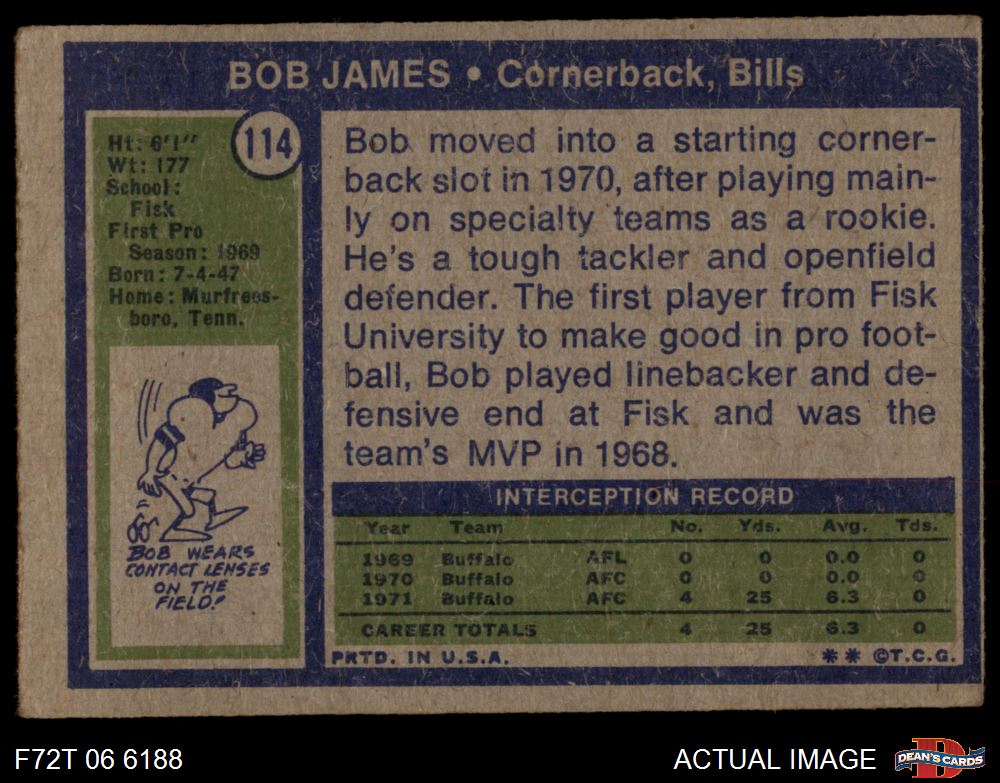 BOB JAMES • Cornerback, Bills
114
Ht: 6'1"
Wt: 177
School:
Fisk
First Pro
Season: 1969
Born: 7-4-47
Home: Murfrees-
boro, Tenn.
BOB WEARS
CONTACT LENSES
ON THE
FIELD!
Bob moved into a starting corner-
back slot in 1970, after playing main-
ly on specialty teams as a rookie.
He's a tough tackler and openfield
defender. The first player from Fisk
University to make good in pro foot-
ball, Bob played linebacker and de-
fensive end at Fisk and was the
team's MVP in 1968.
INTERCEPTION RECORD
Year Team No. Yds. Avg. Tds.
1969 Buffalo AFL 0 0 0.0 0
1970 Buffalo AFC 0 0 0.0 0
1971 Buffalo AFC 4 25 6.3 0
CAREER TOTALS 4 25 6.3 0
PRTD. IN U.S.A. ** ©T.C.G.
F72T 06 6188
ACTUAL IMAGE
D
DEAN'S CARDS